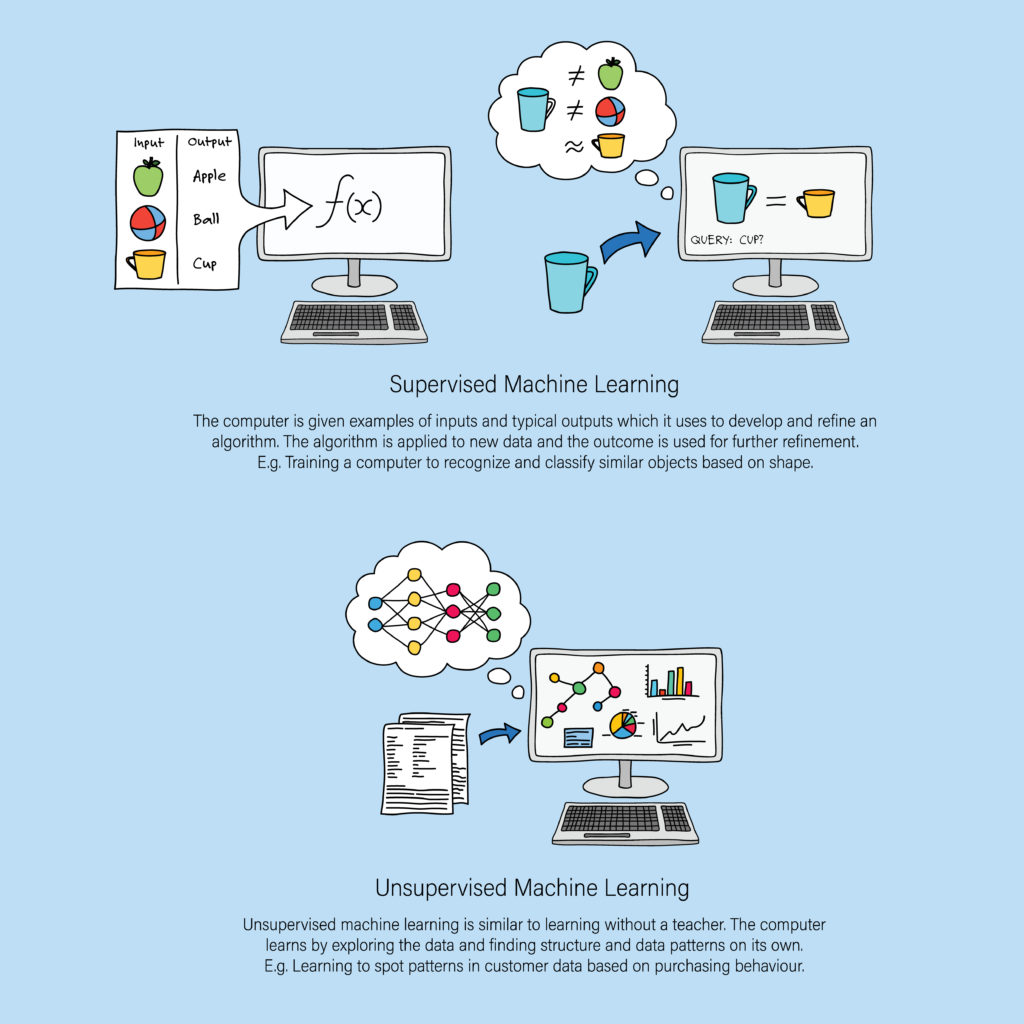 Input Output
Apple
Ball
Cup
f(x)
≠
≠
≈
=
QUERY: CUP?
Supervised Machine Learning
The computer is given examples of inputs and typical outputs which it uses to develop and refine an
algorithm. The algorithm is applied to new data and the outcome is used for further refinement.
E.g. Training a computer to recognize and classify similar objects based on shape.
Unsupervised Machine Learning
Unsupervised machine learning is similar to learning without a teacher. The computer
learns by exploring the data and finding structure and data patterns on its own.
E.g. Learning to spot patterns in customer data based on purchasing behaviour.